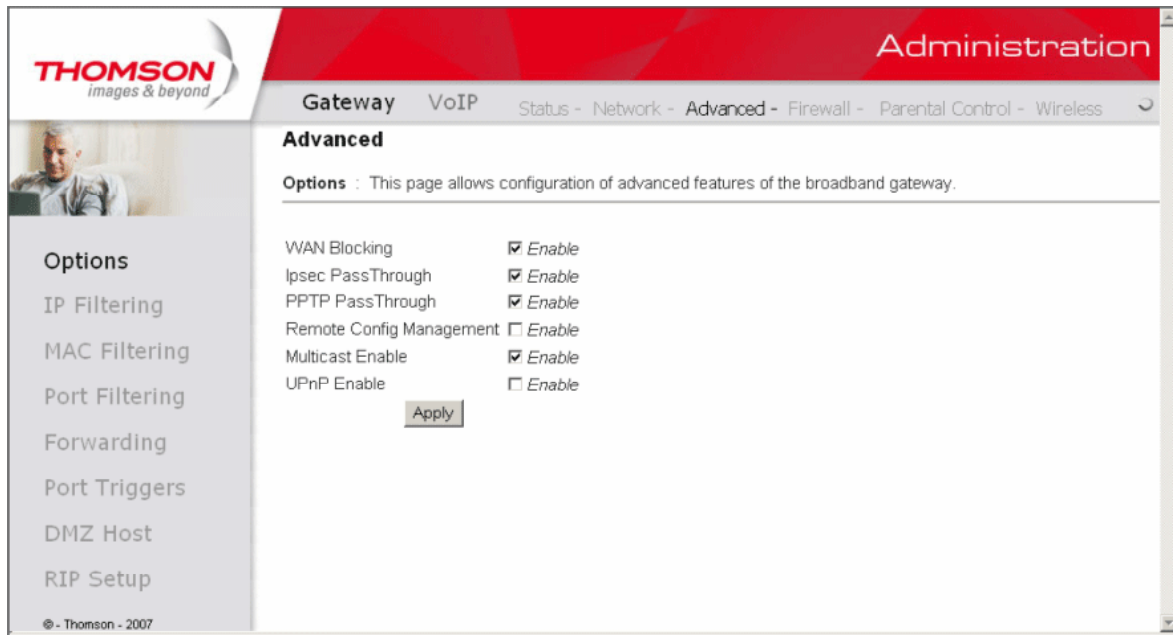 Administration
THOMSON
images & beyond
Gateway VoIP Status - Network - Advanced - Firewall - Parental Control - Wireless
Advanced
Options : This page allows configuration of advanced features of the broadband gateway.
Options
IP Filtering
MAC Filtering
Port Filtering
Forwarding
Port Triggers
DMZ Host
RIP Setup
© - Thomson - 2007
WAN Blocking Enable
Ipsec PassThrough Enable
PPTP PassThrough Enable
Remote Config Management Enable
Multicast Enable Enable
UPnP Enable Enable
Apply